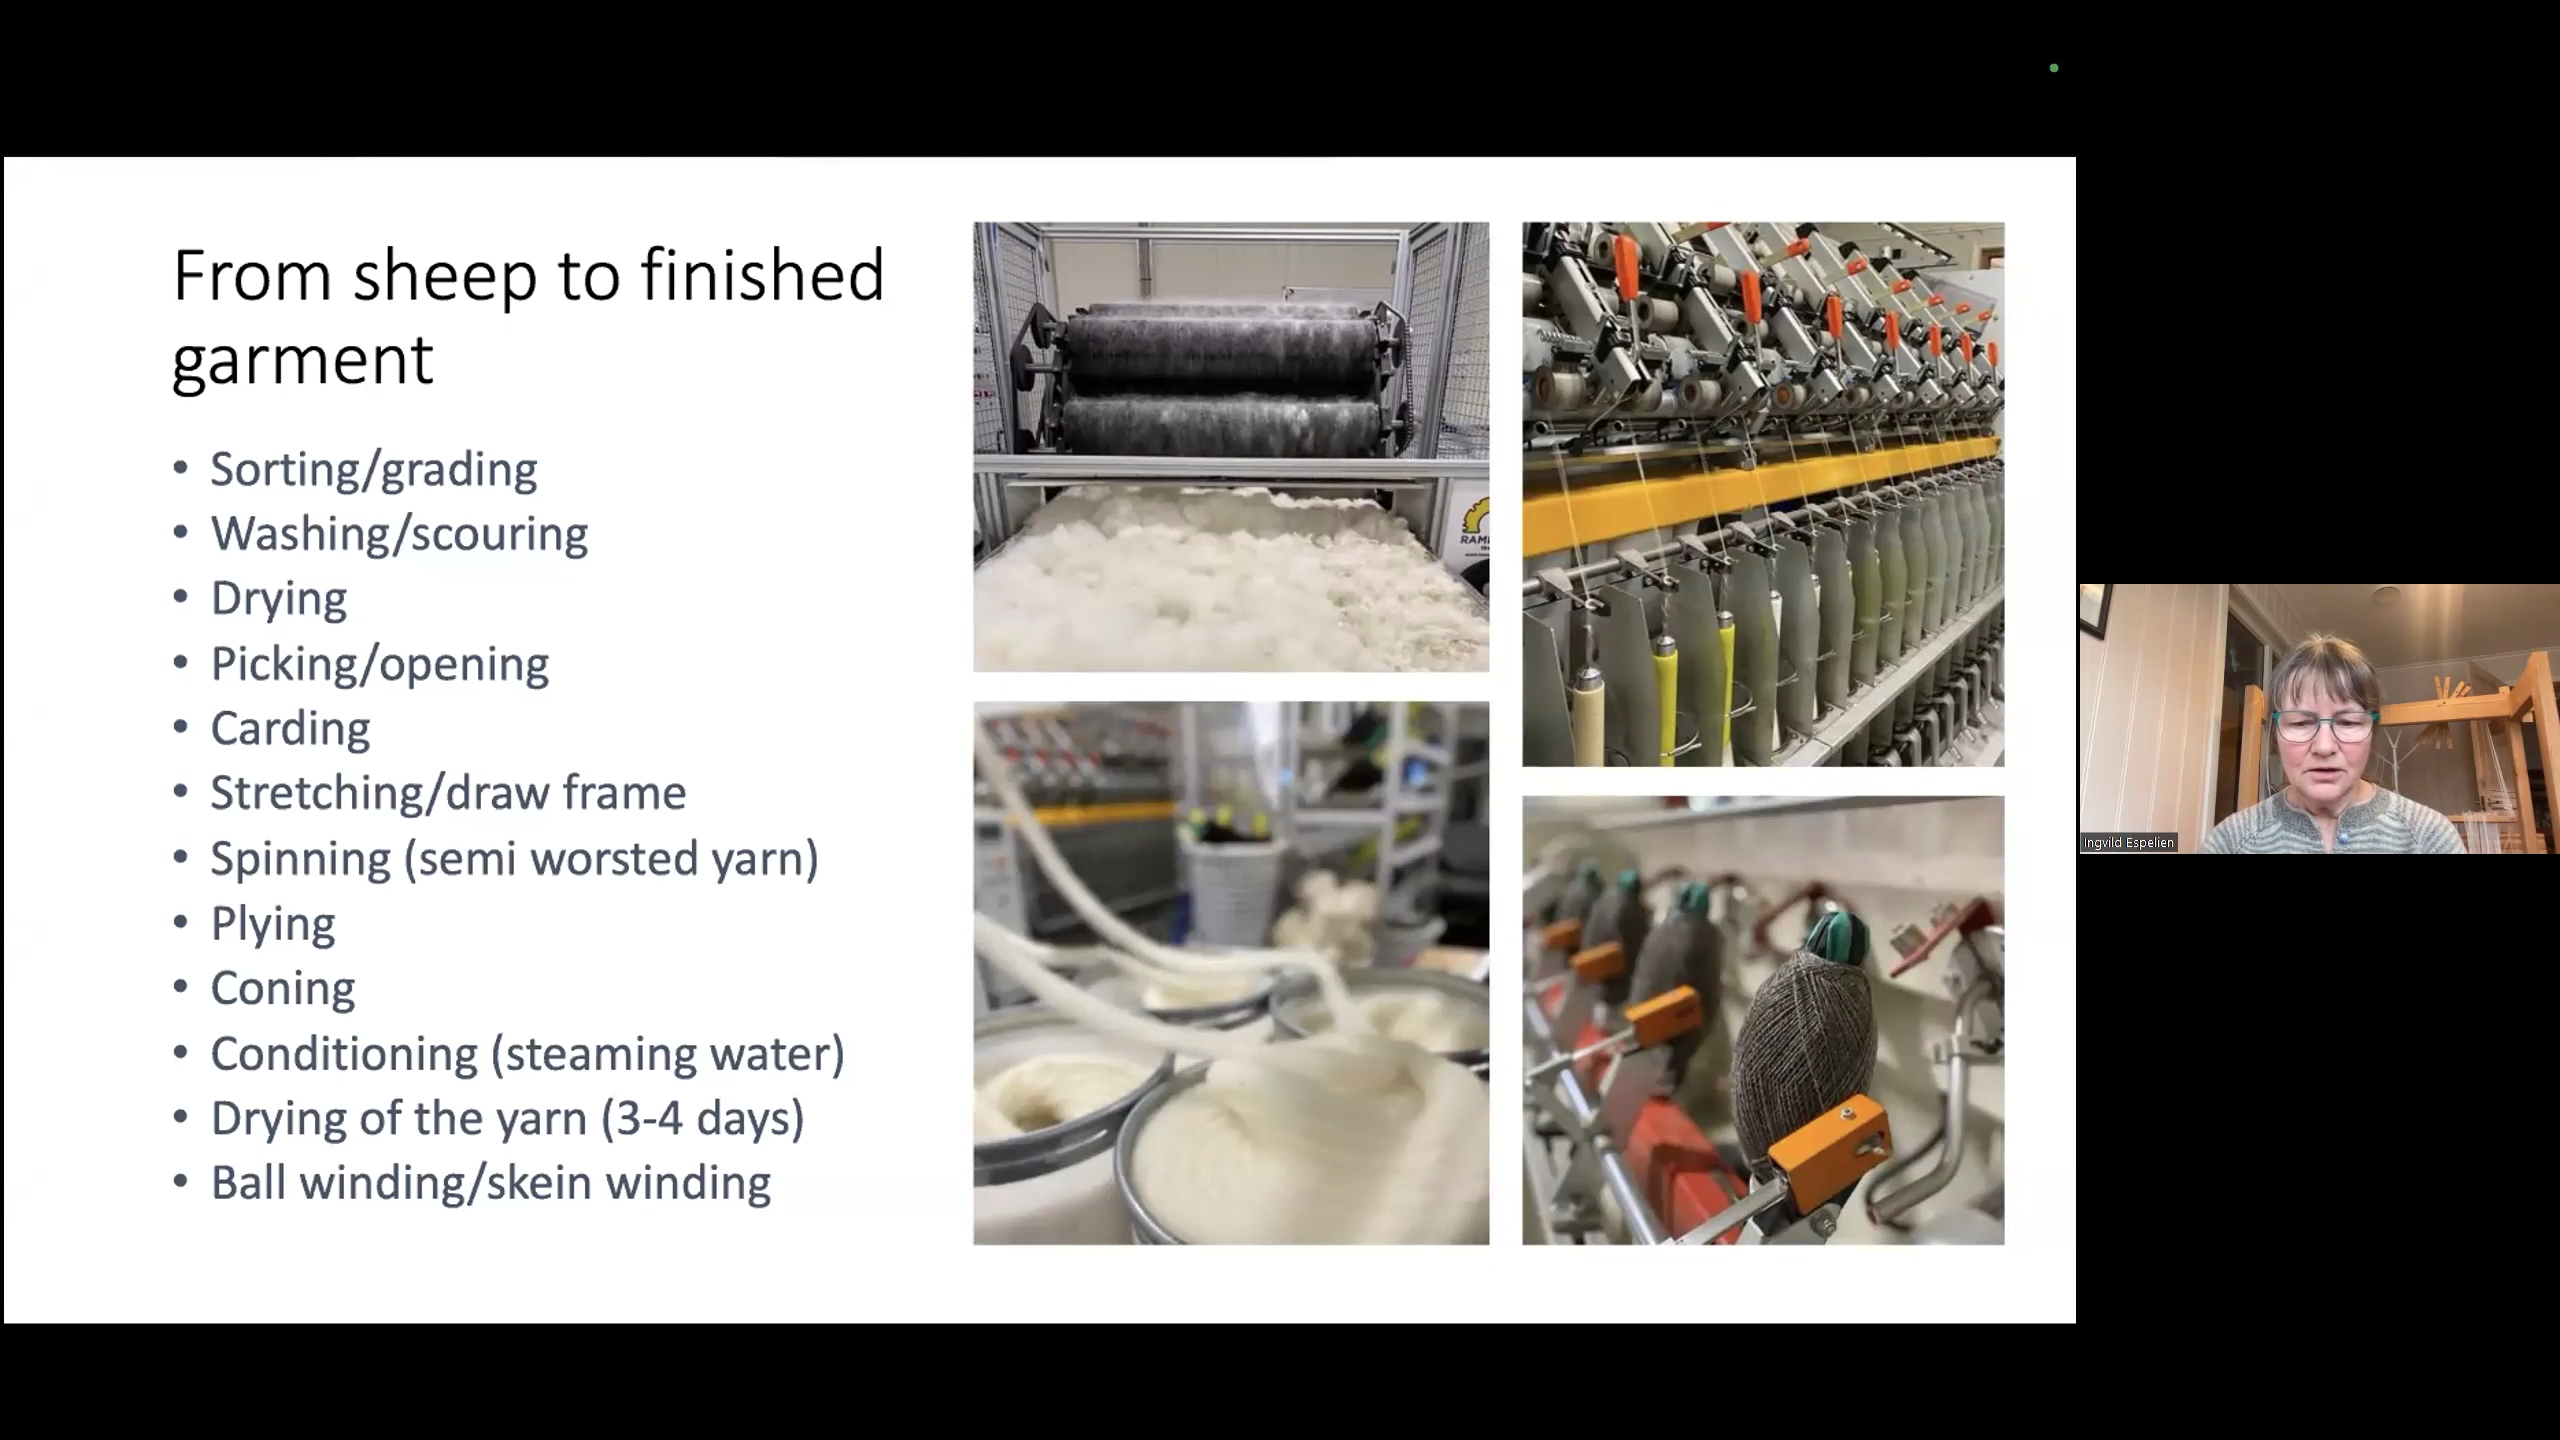 From sheep to finished
garment
• Sorting/grading
• Washing/scouring
• Drying
• Picking/opening
• Carding
• Stretching/draw frame
• Spinning (semi worsted yarn)
• Plying
• Coning
• Conditioning (steaming water)
• Drying of the yarn (3-4 days)
• Ball winding/skein winding
Ingvild Espelien